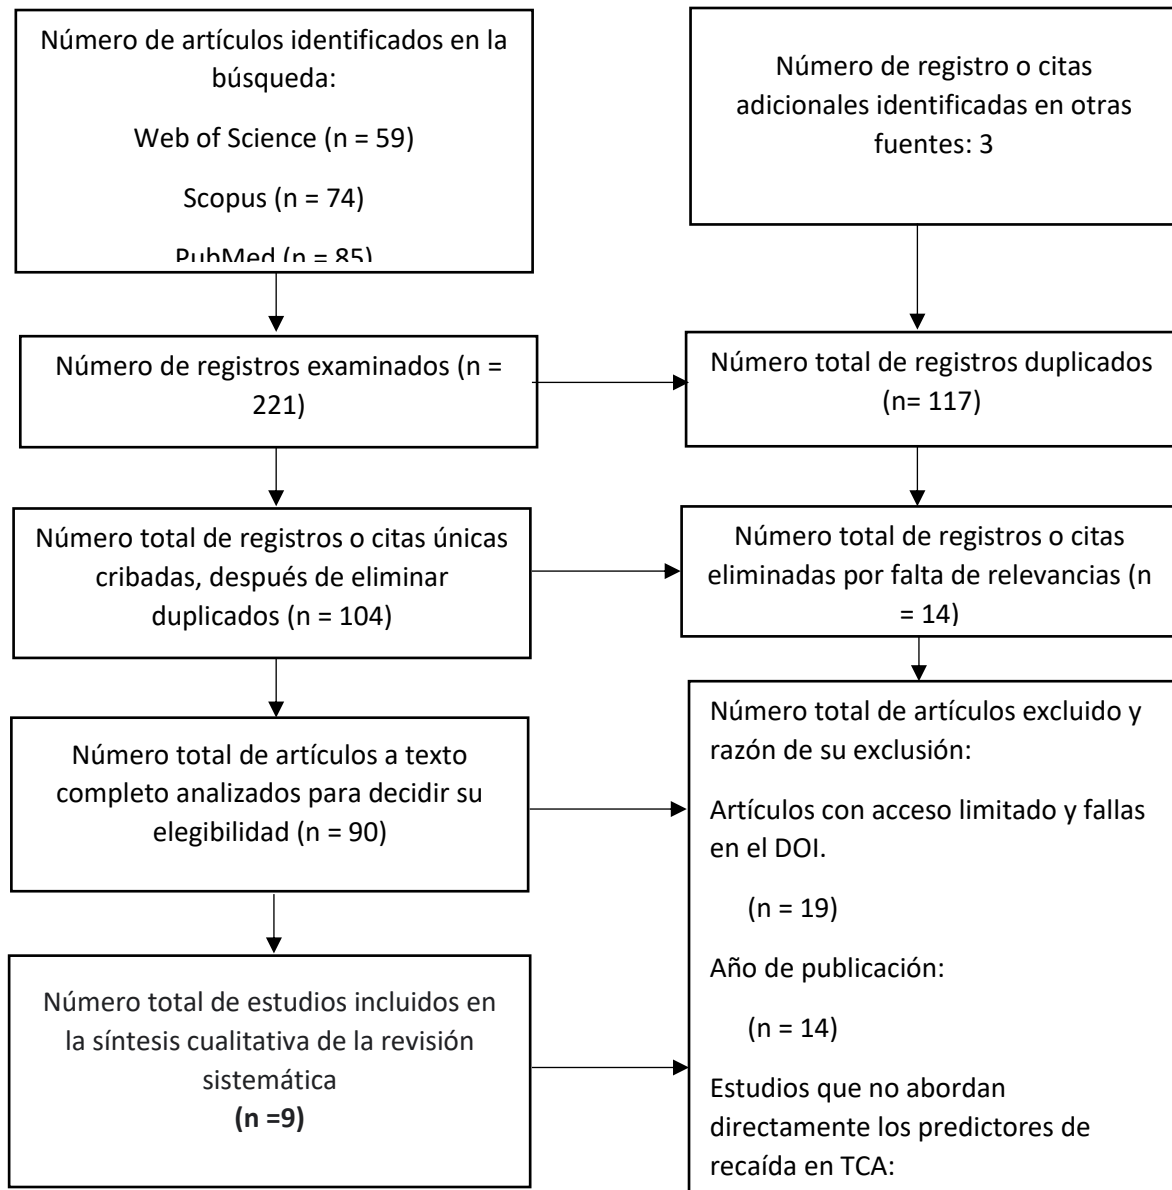 Número de artículos identificados en la
búsqueda:
Web of Science (n = 59)
Scopus (n = 74)
PubMed (n = 85)
Número de registro o citas
adicionales identificadas en otras
fuentes: 3
Número de registros examinados (n =
221)
Número total de registros duplicados
(n= 117)
Número total de registros o citas únicas
cribadas, después de eliminar
duplicados (n = 104)
Número total de registros o citas
eliminadas por falta de relevancias (n
= 14)
Número total de artículos a texto
completo analizados para decidir su
elegibilidad (n = 90)
Número total de artículos excluido y
razón de su exclusión:
Artículos con acceso limitado y fallas
en el DOI.
(n = 19)
Año de publicación:
(n = 14)
Estudios que no abordan
directamente los predictores de
recaída en TCA:
Número total de estudios incluidos en
la síntesis cualitativa de la revisión
sistemática
(n =9)